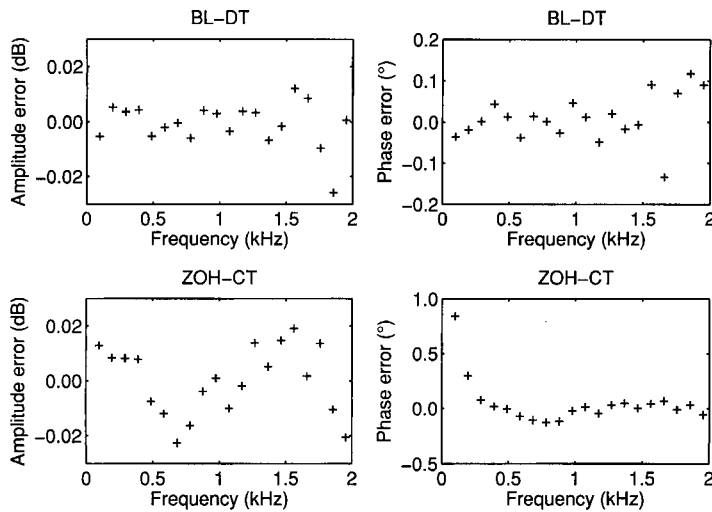 BL–DT
Amplitude error (dB)
0.02
0.00
−0.02
0
0.5
1
1.5
2
Frequency (kHz)
BL–DT
Phase error (°)
0.2
0.1
0.0
−0.1
−0.2
0
0.5
1
1.5
2
Frequency (kHz)
ZOH–CT
Amplitude error (dB)
0.02
0.00
−0.02
0
0.5
1
1.5
2
Frequency (kHz)
ZOH–CT
Phase error (°)
1.0
0.5
0.0
−0.5
0
0.5
1
1.5
2
Frequency (kHz)